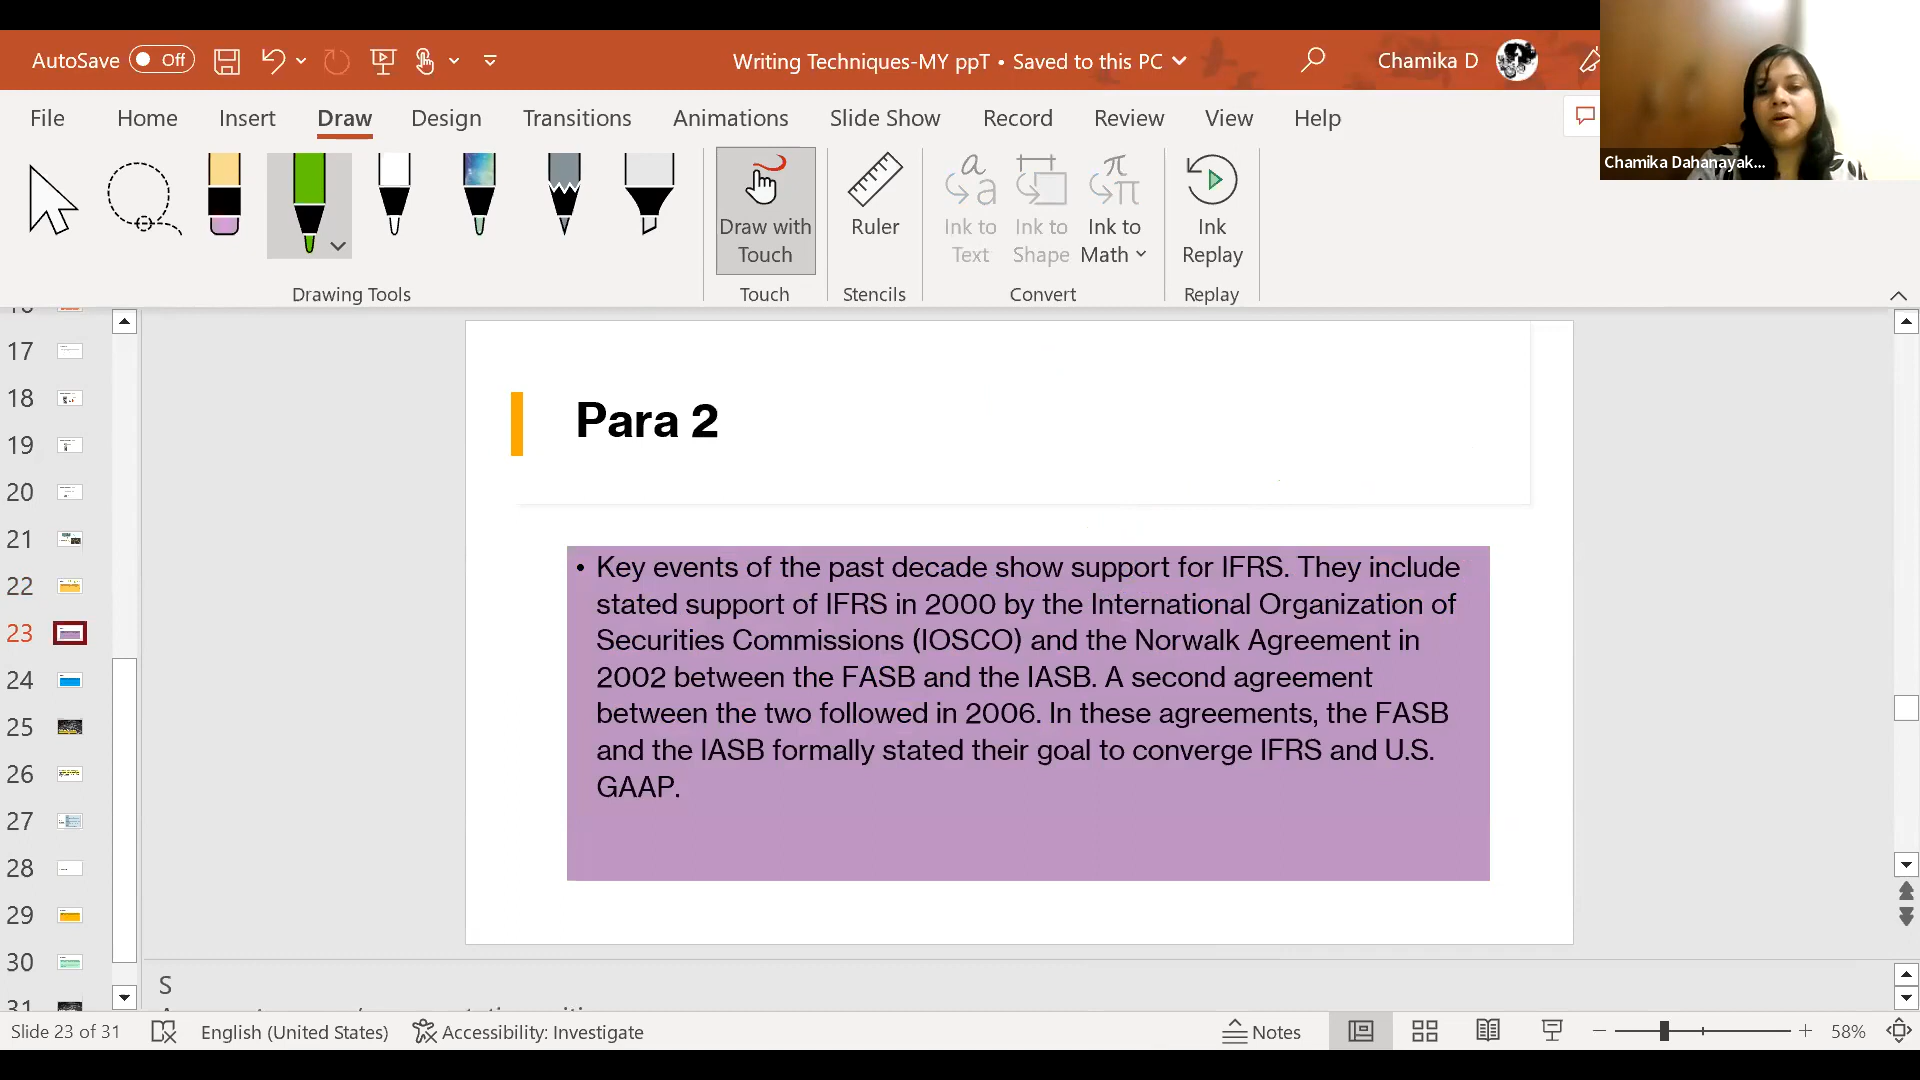 AutoSave Off Writing Techniques-MY ppT • Saved to this PC Chamika D
File Home Insert Draw Design Transitions Animations Slide Show Record Review View Help
Chamika Dahanayak...
Draw with Touch
Ruler
Ink to Text
Ink to Shape
Ink to Math
Ink Replay
Drawing Tools Touch Stencils Convert Replay
17
18
19
20
21
22
23
24
25
26
27
28
29
30
31
Para 2
• Key events of the past decade show support for IFRS. They include
stated support of IFRS in 2000 by the International Organization of
Securities Commissions (IOSCO) and the Norwalk Agreement in
2002 between the FASB and the IASB. A second agreement
between the two followed in 2006. In these agreements, the FASB
and the IASB formally stated their goal to converge IFRS and U.S.
GAAP.
S
Slide 23 of 31 English (United States) Accessibility: Investigate Notes 58%